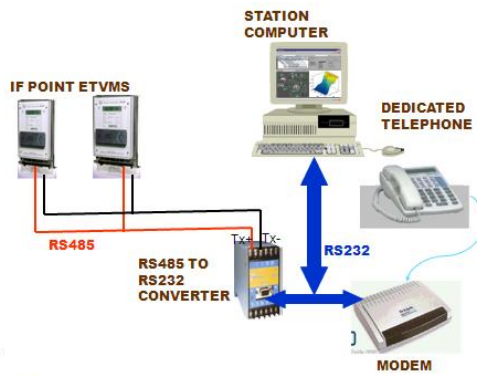 STATION
COMPUTER
IF POINT ETVMS
DEDICATED
TELEPHONE
RS485
Tx+ Tx-
RS232
RS485 TO
RS232
CONVERTER
MODEM